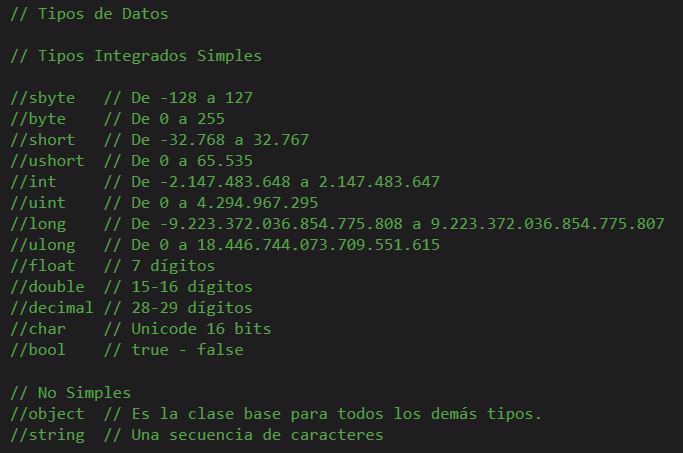 // Tipos de Datos
// Tipos Integrados Simples
//sbyte // De -128 a 127
//byte // De 0 a 255
//short // De -32.768 a 32.767
//ushort // De 0 a 65.535
//int // De -2.147.483.648 a 2.147.483.647
//uint // De 0 a 4.294.967.295
//long // De -9.223.372.036.854.775.808 a 9.223.372.036.854.775.807
//ulong // De 0 a 18.446.744.073.709.551.615
//float // 7 dígitos
//double // 15-16 dígitos
//decimal // 28-29 dígitos
//char // Unicode 16 bits
//bool // true - false
// No Simples
//object // Es la clase base para todos los demás tipos.
//string // Una secuencia de caracteres